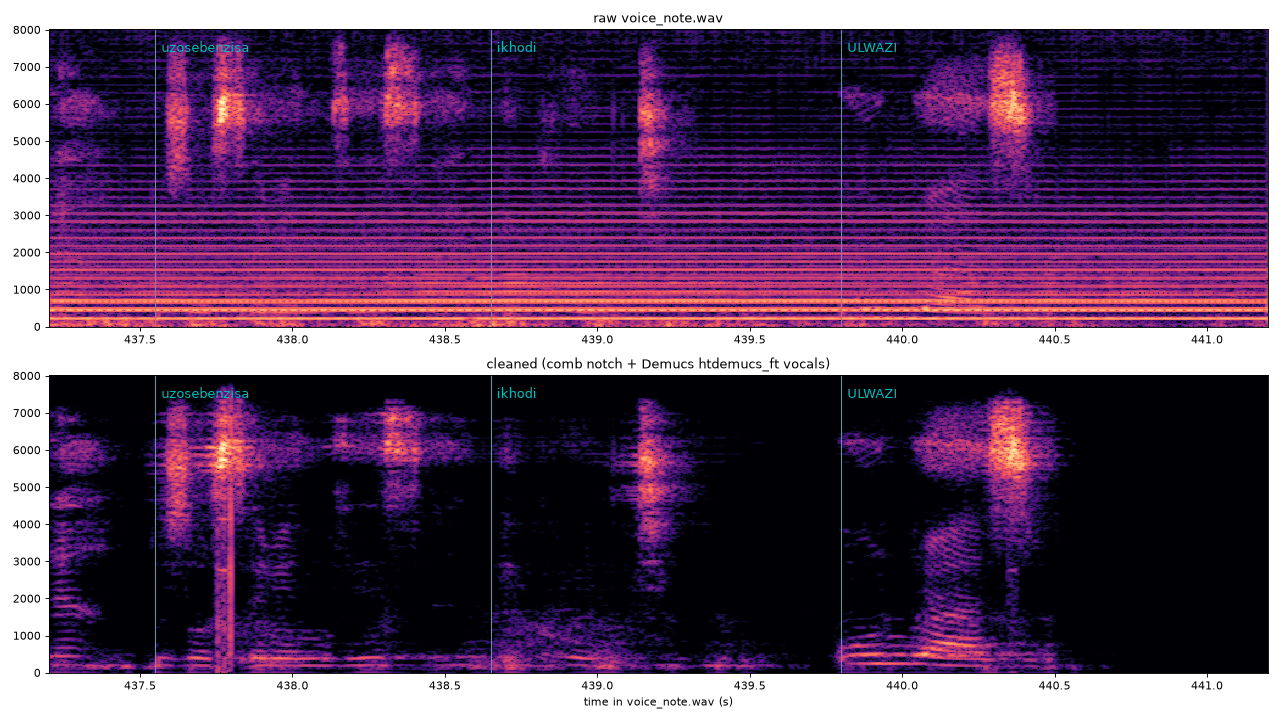 raw voice_note.wav
8000
7000
6000
5000
4000
3000
2000
1000
0
uzosebenzisa ikhodi ULWAZI
437.5 438.0 438.5 439.0 439.5 440.0 440.5 441.0
cleaned (comb notch + Demucs htdemucs_ft vocals)
8000
7000
6000
5000
4000
3000
2000
1000
0
uzosebenzisa ikhodi ULWAZI
437.5 438.0 438.5 439.0 439.5 440.0 440.5 441.0
time in voice_note.wav (s)